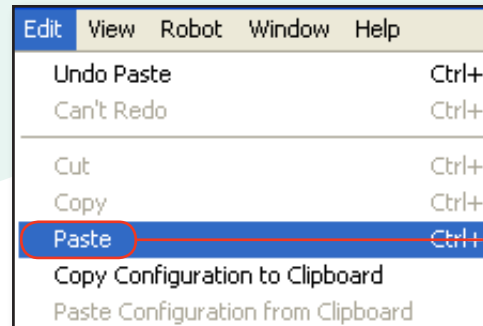 Edit View Robot Window Help
Undo Paste Ctrl+
Can't Redo Ctrl+
Cut Ctrl+
Copy Ctrl+
Paste Ctrl+
Copy Configuration to Clipboard
Paste Configuration from Clipboard